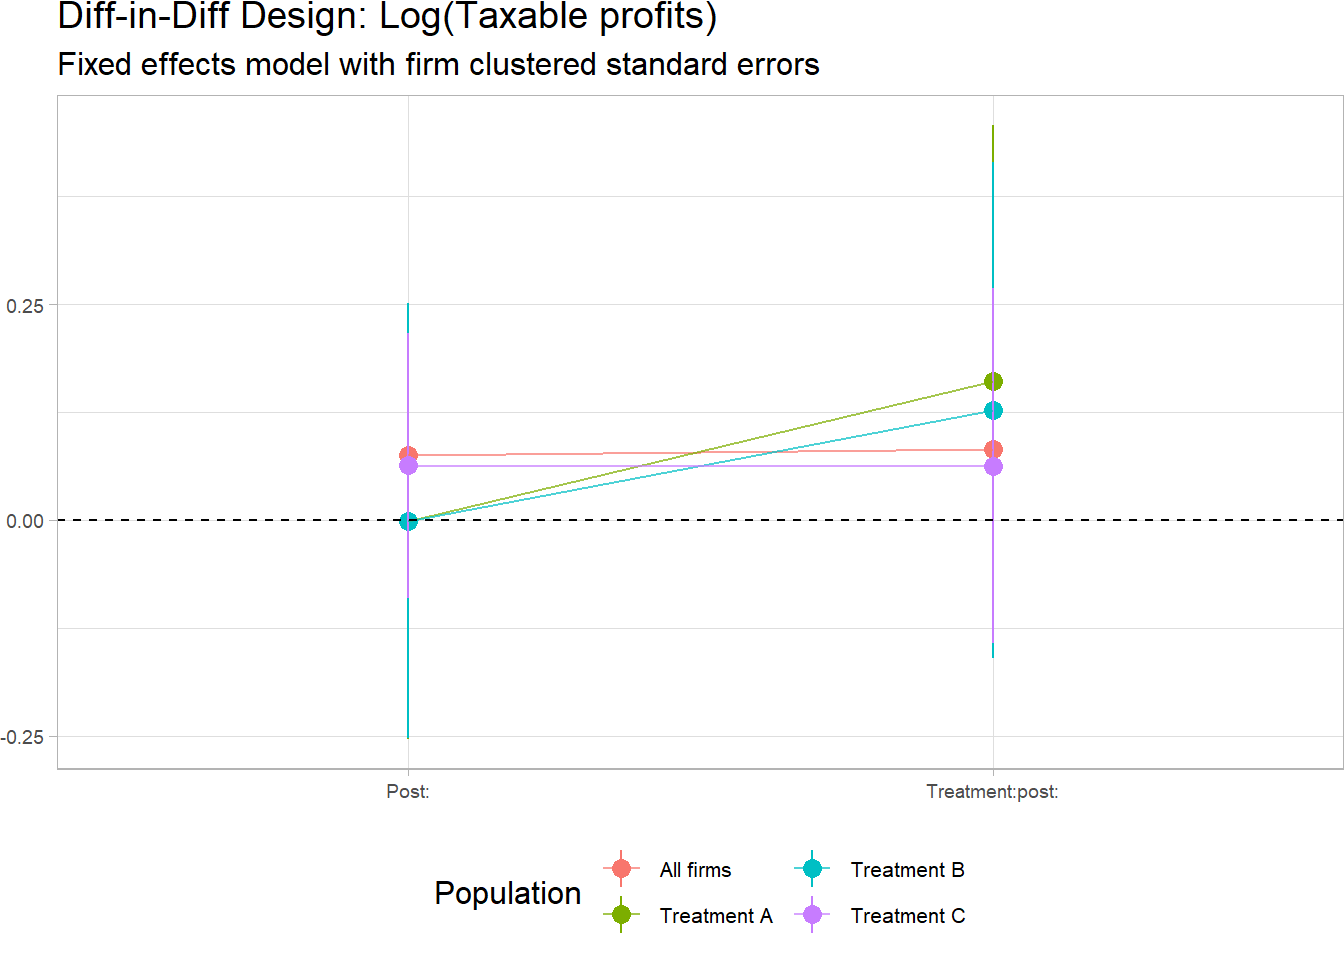 Diff-in-Diff Design: Log(Taxable profits)
Fixed effects model with firm clustered standard errors
0.25
0.00
-0.25
Post:
Treatment:post:
Population
All firms
Treatment B
Treatment A
Treatment C